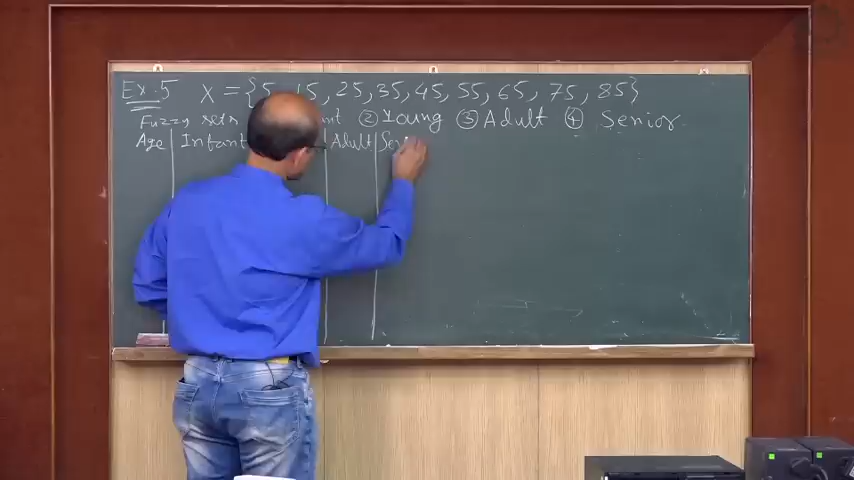 Ex.5 X = {5, 15, 25, 35, 45, 55, 65, 75, 85}
Fuzzy sets ② Young ③ Adult ④ Senior
Age Infant Adult